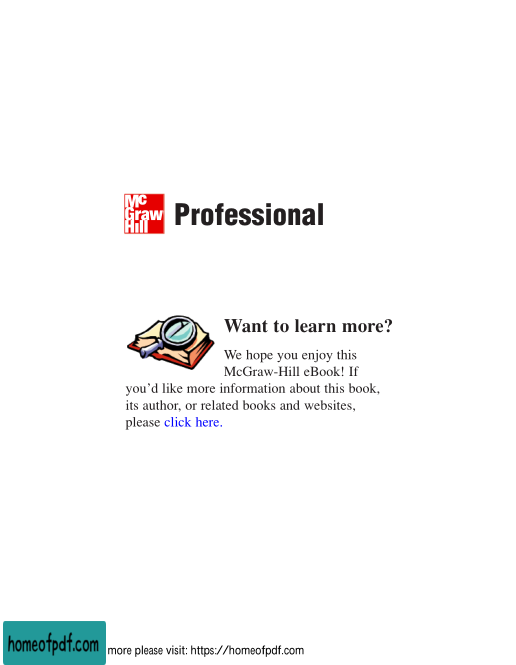 Mc
Graw
Hill
Professional
Want to learn more?
We hope you enjoy this
McGraw-Hill eBook! If
you’d like more information about this book,
its author, or related books and websites,
please click here.
homeofpdf.com
more please visit: https://homeofpdf.com